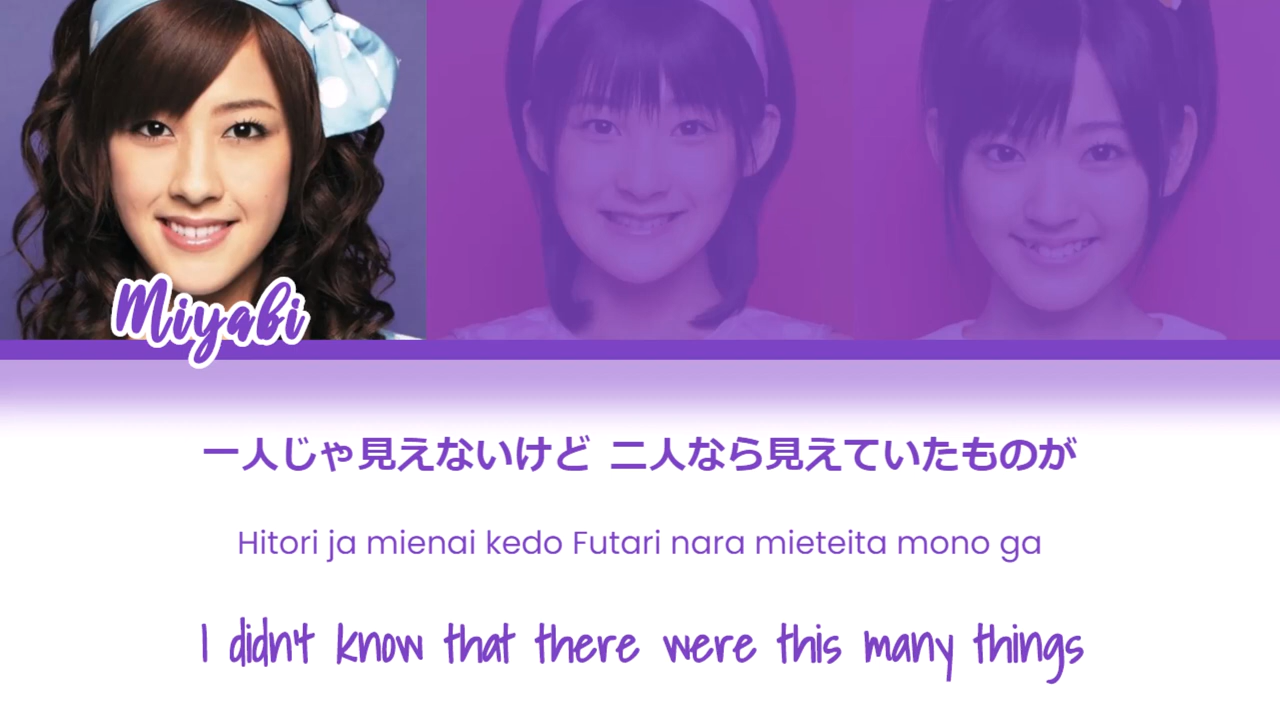 Miyabi
一人じゃ見えないけど 二人なら見えていたものが
Hitori ja mienai kedo Futari nara mieteita mono ga
I didn't know that there were this many things